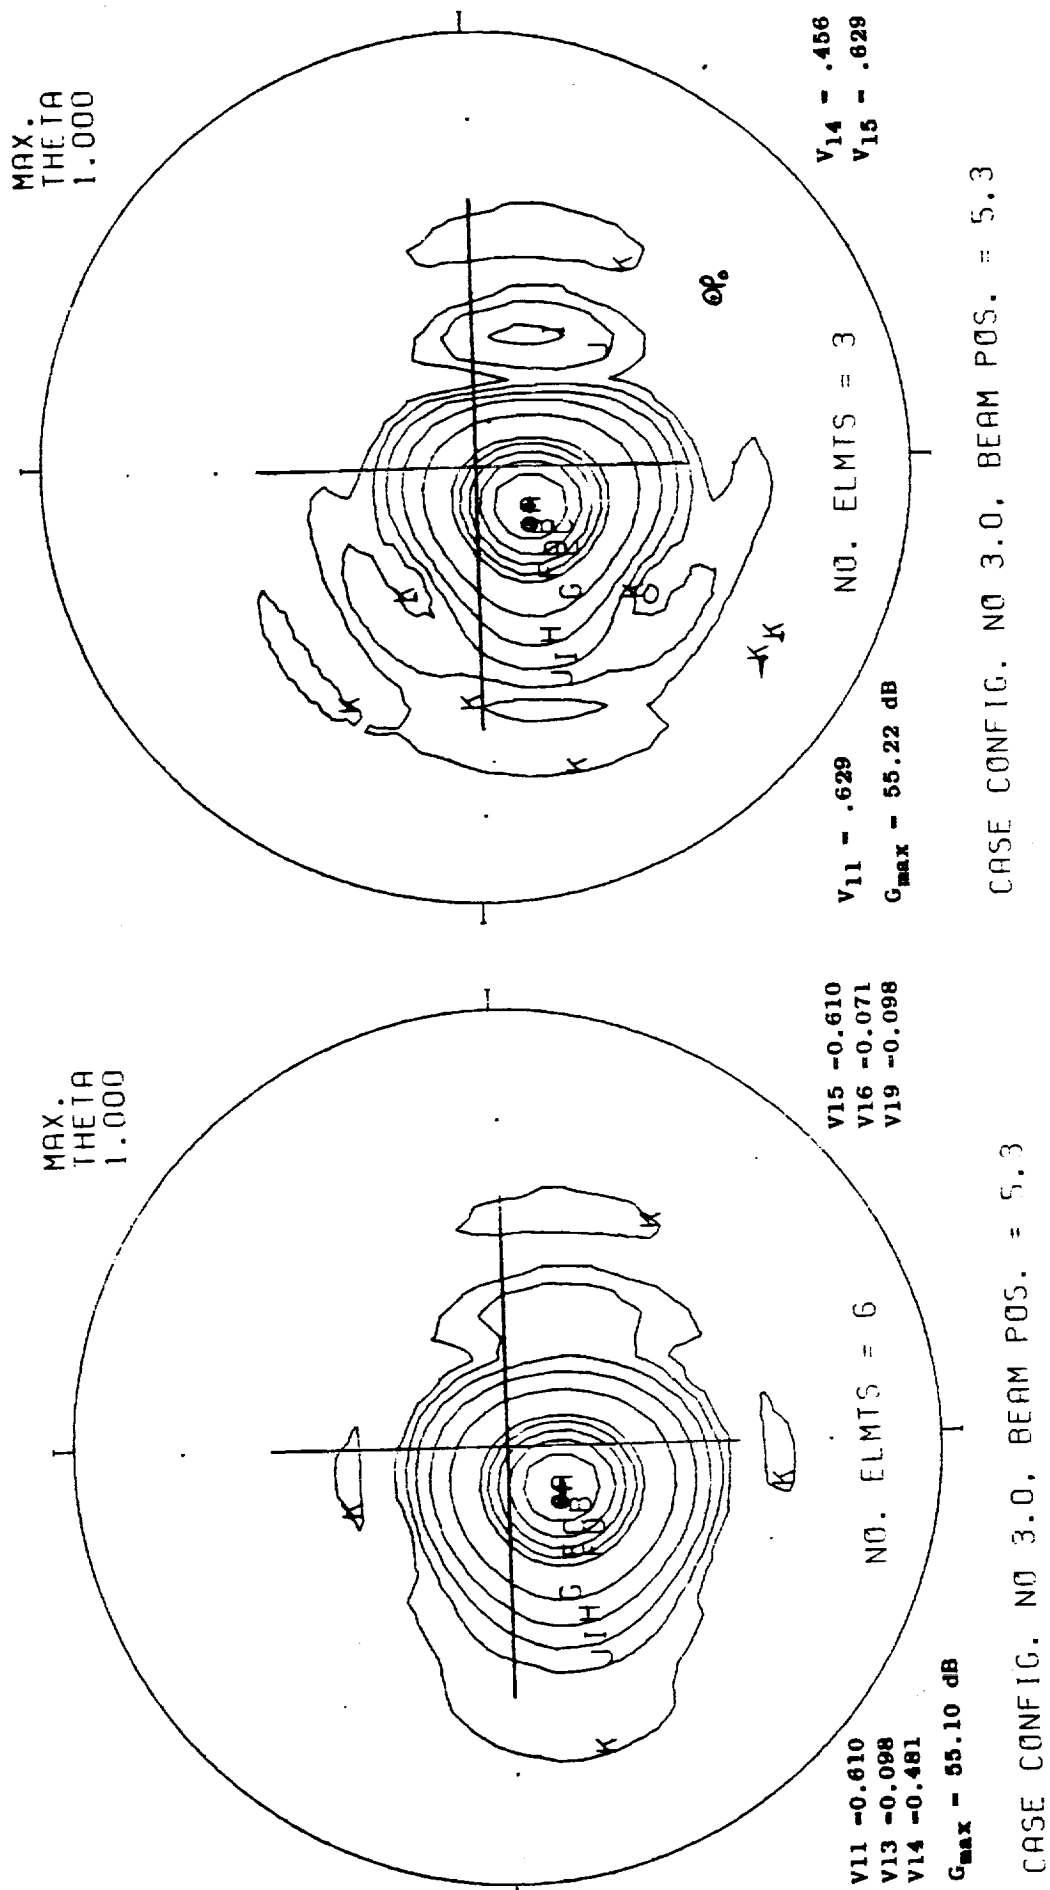 MAX.
THETA
1.000
K
K
K
K
J
I
H
G
F
E
D
C
B
A
NO. ELMTS = 6
V11 =0.610
V13 =0.098
V14 =0.481
Gmax = 55.10 dB
V15 =0.610
V16 =0.071
V19 =0.098
CASE CONFIG. NO 3.0, BEAM POS. = 5.3
MAX.
THETA
1.000
K
K
K
K
K
K
K
K
J
J
I
H
G
F
E
B
A
NO. ELMTS = 3
V11 = .629
Gmax = 55.22 dB
V14 = .456
V15 = .629
CASE CONFIG. NO 3.0, BEAM POS. = 5.3